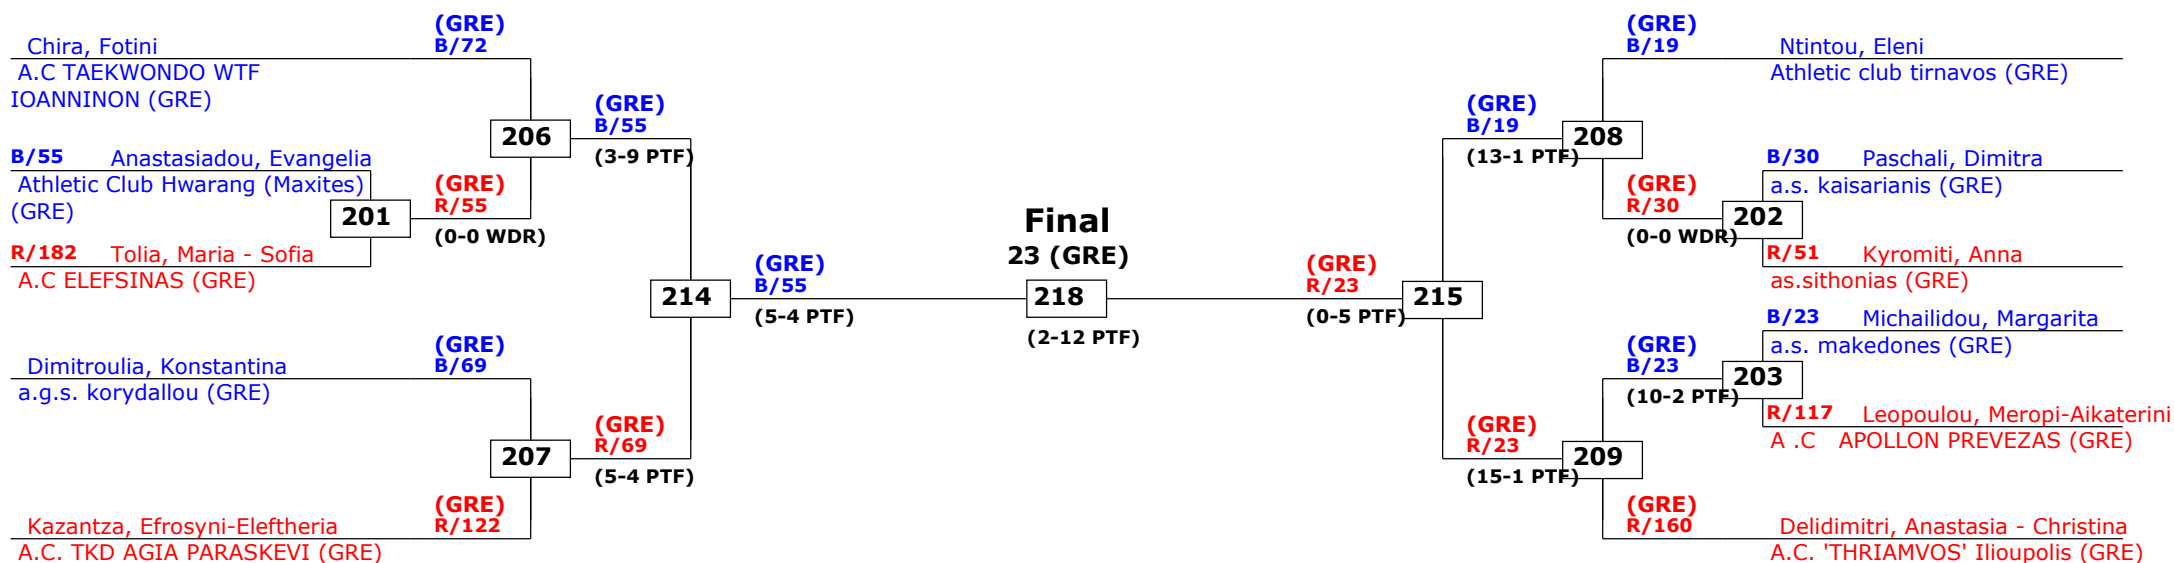 (GRE)
B/72
Chira, Fotini
A.C TAEKWONDO WTF
IOANNINON (GRE)
206
(GRE)
B/55
(3-9 PTF)
B/55 Anastasiadou, Evangelia
Athletic Club Hwarang (Maxites)
(GRE)
201
(GRE)
R/55
(0-0 WDR)
R/182 Tolia, Maria - Sofia
A.C ELEFSINAS (GRE)
214
(GRE)
B/55
(5-4 PTF)
(GRE)
B/69
Dimitroulia, Konstantina
a.g.s. korydallou (GRE)
207
(GRE)
R/69
(5-4 PTF)
(GRE)
R/122
Kazantza, Efrosyni-Eleftheria
A.C. TKD AGIA PARASKEVI (GRE)
Final
23 (GRE)
218
(2-12 PTF)
(GRE)
R/23
(0-5 PTF)
215
(GRE)
B/19
(13-1 PTF)
208
(GRE)
B/19
Ntintou, Eleni
Athletic club tirnavos (GRE)
(GRE)
R/30
(0-0 WDR)
202
B/30 Paschali, Dimitra
a.s. kaisarianis (GRE)
R/51 Kyromiti, Anna
as.sithonias (GRE)
B/23 Michailidou, Margarita
a.s. makedones (GRE)
(GRE)
B/23
(10-2 PTF)
203
R/117 Leopoulou, Meropi-Aikaterini
A .C APOLLON PREVEZAS (GRE)
(GRE)
R/23
(15-1 PTF)
209
(GRE)
R/160
Delidimitri, Anastasia - Christina
A.C. 'THRIAMVOS' Ilioupolis (GRE)